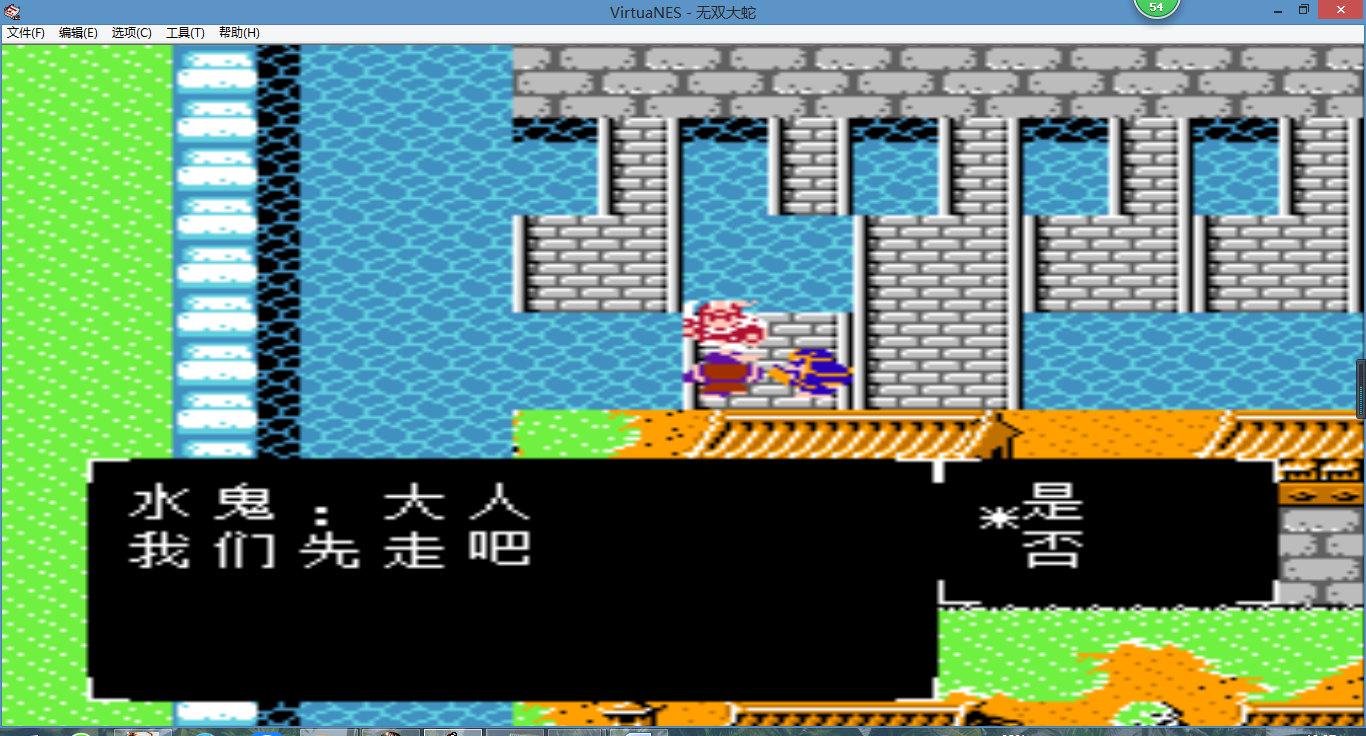 VirtuaNES - 无双大蛇
54
文件(F) 编辑(E) 选项(C) 工具(T) 帮助(H)
水鬼：大人
我们先走吧
*是
否